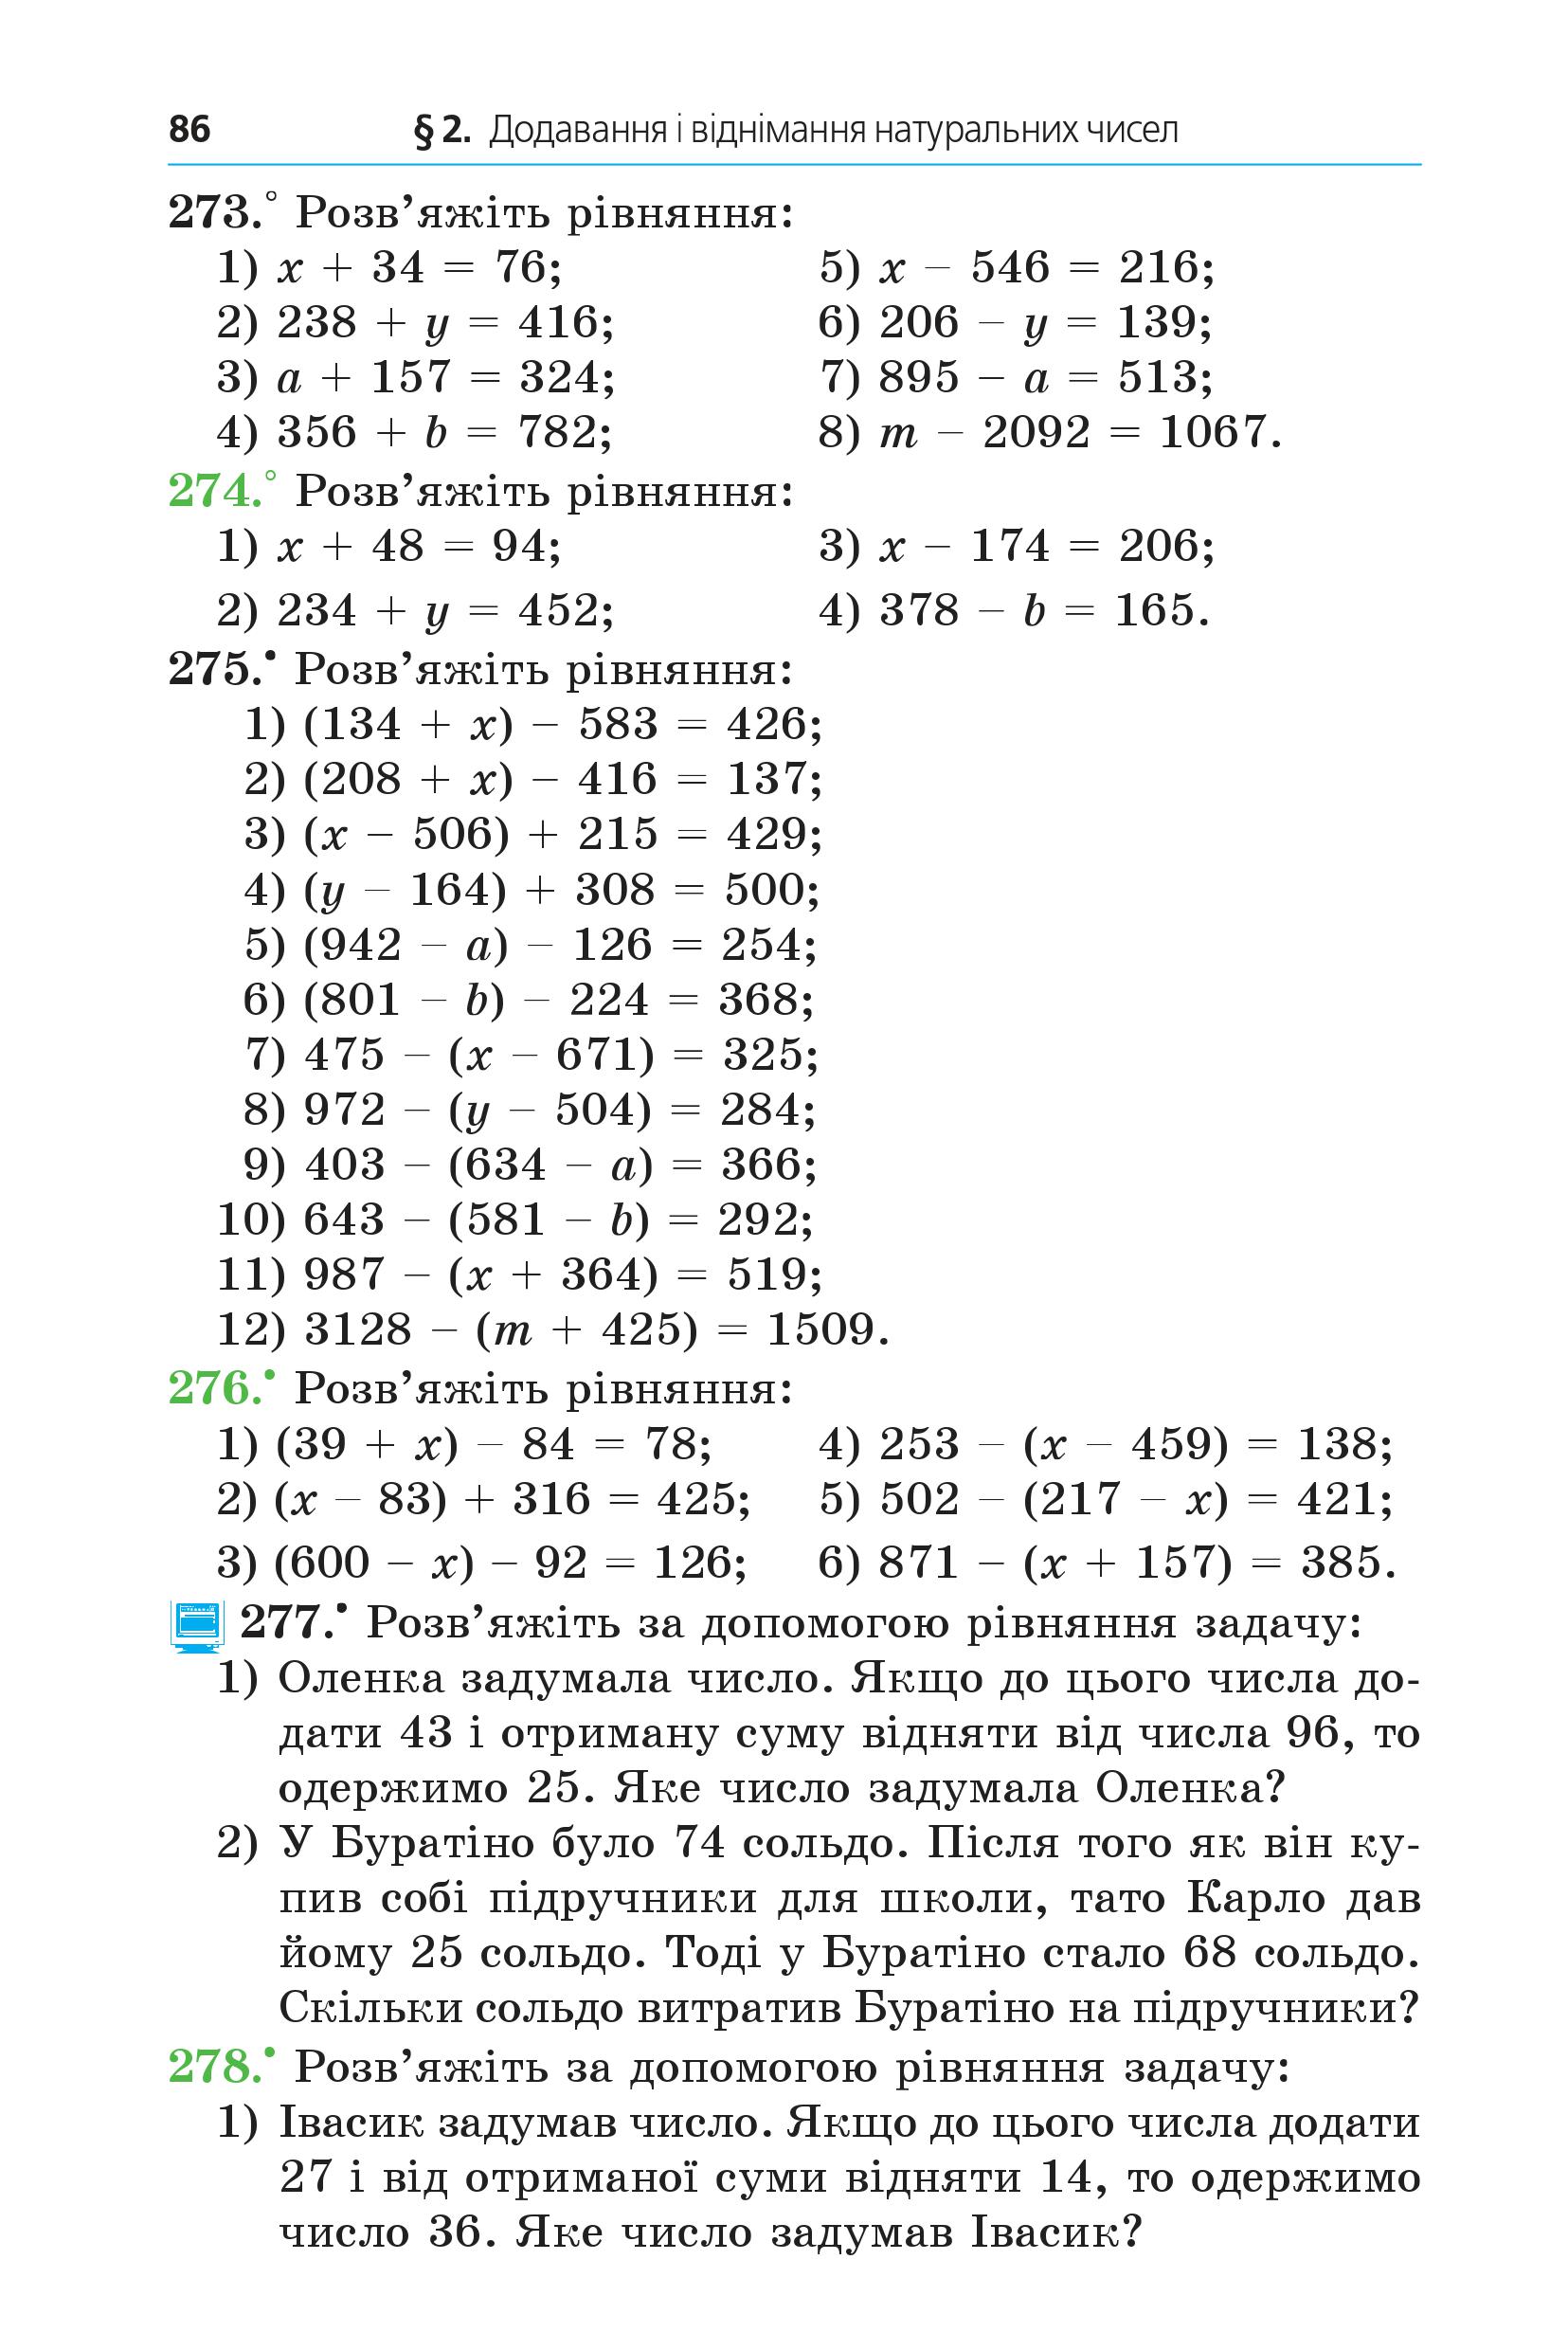 86 § 2. Додавання і віднімання натуральних чисел
273.° Розв’яжіть рівняння:
1) x + 34 = 76; 5) x – 546 = 216;
2) 238 + y = 416; 6) 206 – y = 139;
3) a + 157 = 324; 7) 895 – a = 513;
4) 356 + b = 782; 8) m – 2092 = 1067.
274.° Розв’яжіть рівняння:
1) x + 48 = 94; 3) x – 174 = 206;
2) 234 + y = 452; 4) 378 – b = 165.
275.• Розв’яжіть рівняння:
1) (134 + x) – 583 = 426;
2) (208 + x) – 416 = 137;
3) (x – 506) + 215 = 429;
4) (y – 164) + 308 = 500;
5) (942 – a) – 126 = 254;
6) (801 – b) – 224 = 368;
7) 475 – (x – 671) = 325;
8) 972 – (y – 504) = 284;
9) 403 – (634 – a) = 366;
10) 643 – (581 – b) = 292;
11) 987 – (x + 364) = 519;
12) 3128 – (m + 425) = 1509.
276.• Розв’яжіть рівняння:
1) (39 + x) – 84 = 78; 4) 253 – (x – 459) = 138;
2) (x – 83) + 316 = 425; 5) 502 – (217 – x) = 421;
3) (600 – x) – 92 = 126; 6) 871 – (x + 157) = 385.
277.• Розв’яжіть за допомогою рівняння задачу:
1) Оленка задумала число. Якщо до цього числа до-
дати 43 і отриману суму відняти від числа 96, то
одержимо 25. Яке число задумала Оленка?
2) У Буратіно було 74 сольдо. Після того як він ку-
пив собі підручники для школи, тато Карло дав
йому 25 сольдо. Тоді у Буратіно стало 68 сольдо.
Скільки сольдо витратив Буратіно на підручники?
278.• Розв’яжіть за допомогою рівняння задачу:
1) Івасик задумав число. Якщо до цього числа додати
27 і від отриманої суми відняти 14, то одержимо
число 36. Яке число задумав Івасик?